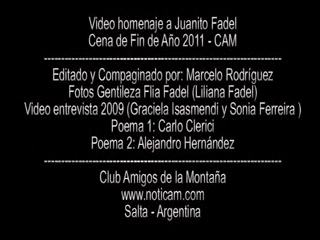 Video homenaje a Juanito Fadel
Cena de Fin de Año 2011 - CAM
------------------------------------------------------------
Editado y Compaginado por: Marcelo Rodríguez
Fotos Gentileza Flia Fadel (Liliana Fadel)
Video entrevista 2009 (Graciela Isasmendi y Sonia Ferreira )
Poema 1: Carlo Clerici
Poema 2: Alejandro Hernández
------------------------------------------------------------
Club Amigos de la Montaña
www.noticam.com
Salta - Argentina